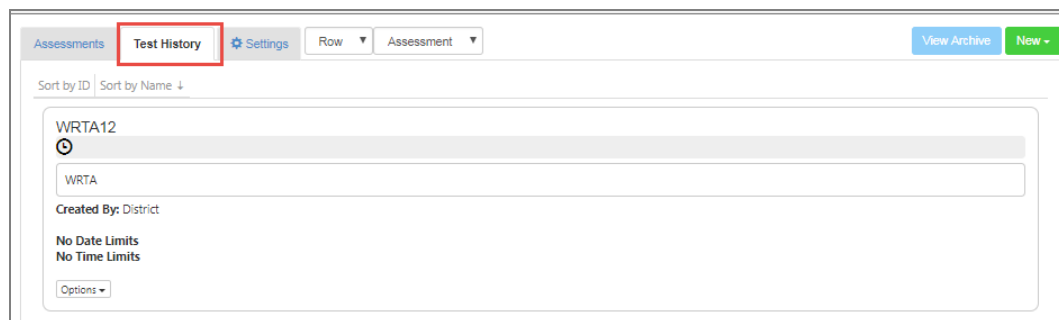 Assessments Test History Settings Row Assessment View Archive New
Sort by ID Sort by Name ↓
WRTA12
WRTA
Created By: District
No Date Limits
No Time Limits
Options